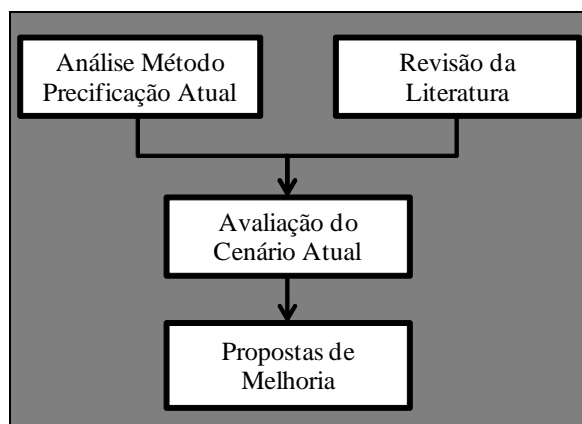 Análise Método
Precificação Atual
Revisão da
Literatura
Avaliação do
Cenário Atual
Propostas de
Melhoria